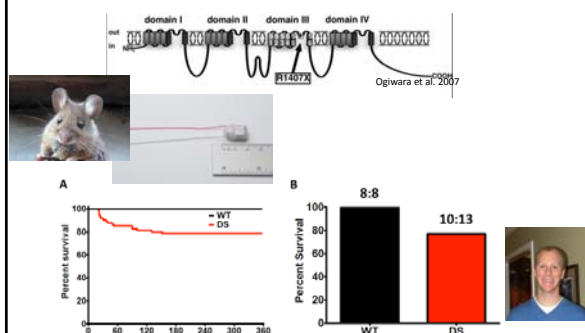 domain I domain II domain III domain IV
out
in
NH₂
COOH
R1407X
Ogiwara et al. 2007
A
Percent survival
100
80
60
40
20
0
WT
DS
0 60 120 180 240 300 360
B
8:8
10:13
Percent survival
100
80
60
40
20
0
WT DS